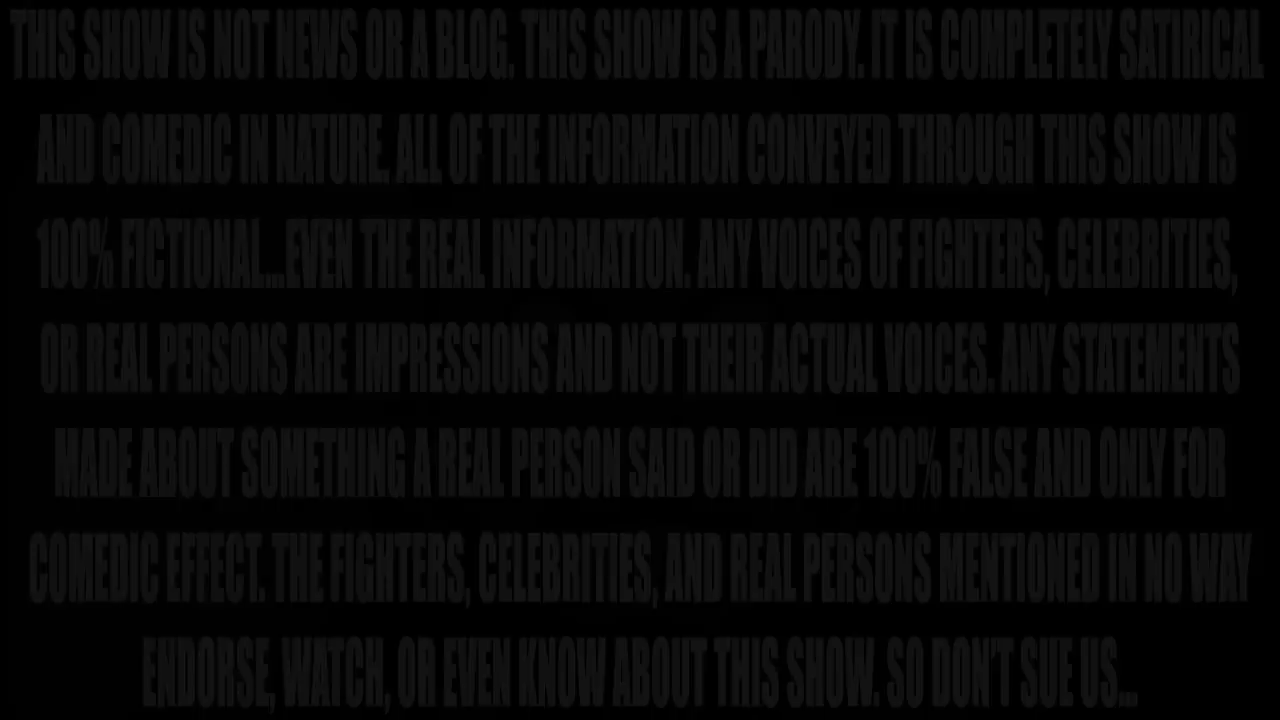 THIS SHOW IS NOT NEWS OR A BLOG. THIS SHOW IS A PARODY. IT IS COMPLETELY SATIRICAL
AND COMEDIC IN NATURE. ALL OF THE INFORMATION CONVEYED THROUGH THIS SHOW IS
100% FICTIONAL...EVEN THE REAL INFORMATION. ANY VOICES OF FIGHTERS, CELEBRITIES,
OR REAL PERSONS ARE IMPRESSIONS AND NOT THEIR ACTUAL VOICES. ANY STATEMENTS
MADE ABOUT SOMETHING A REAL PERSON SAID OR DID ARE 100% FALSE AND ONLY FOR
COMEDIC EFFECT. THE FIGHTERS, CELEBRITIES, AND REAL PERSONS MENTIONED IN NO WAY
ENDORSE, WATCH, OR EVEN KNOW ABOUT THIS SHOW. SO DON'T SUE US...